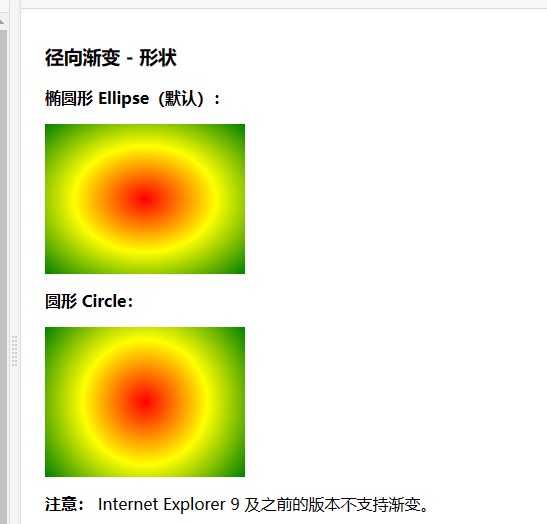 径向渐变 - 形状
椭圆形 Ellipse（默认）：
圆形 Circle：
注意： Internet Explorer 9 及之前的版本不支持渐变。